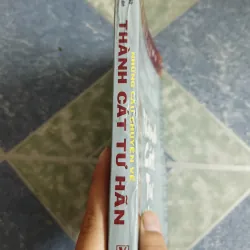 NHỮNG CÂU CHUYỆN VỀ
THÀNH CÁT TƯ HÃN